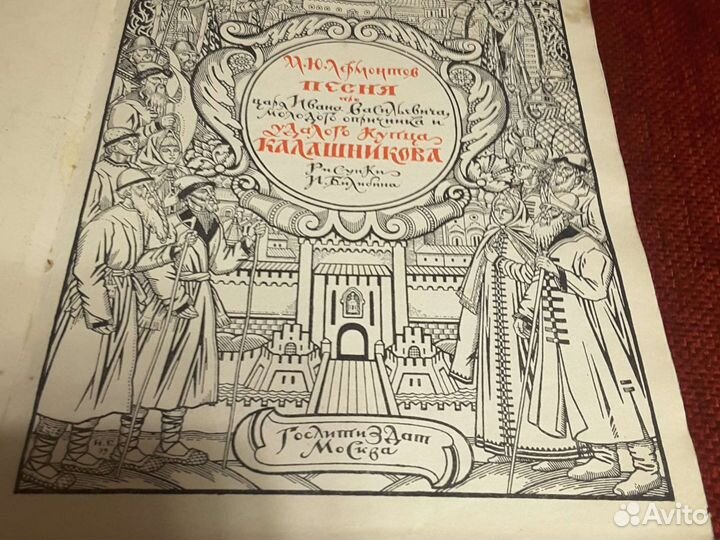 М.Ю.Лермонтов
ПЕСНЯ
про
царя Ивана Васильевича,
молодого опричника и
удалого купца
КАЛАШНИКОВА
Рисунки
И.Билибина
Гослитиздат
Москва
Avito